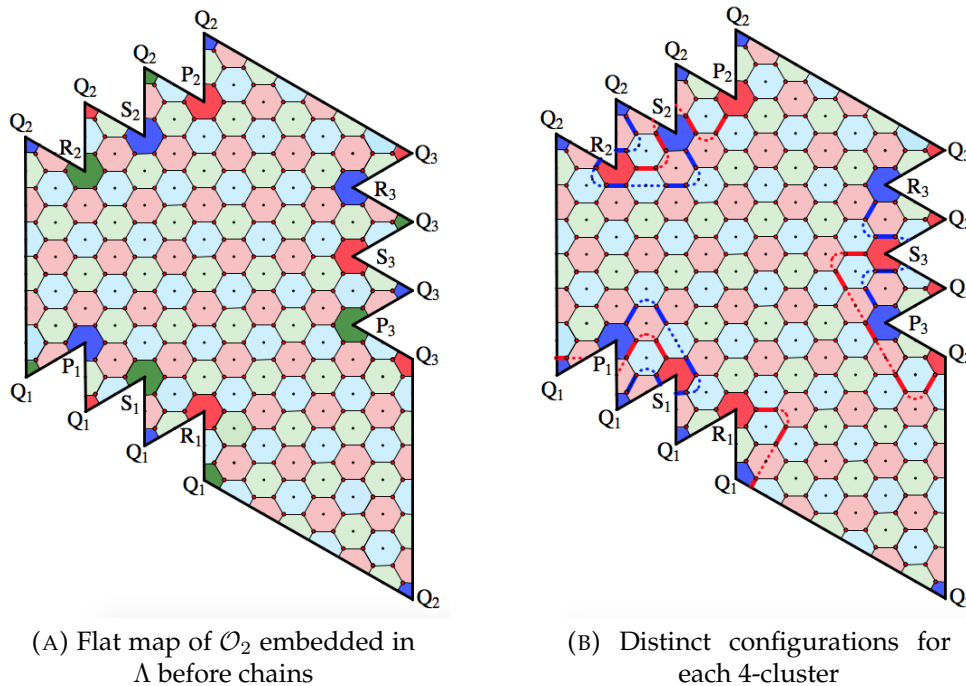 Q₂
Q₂
P₂
Q₂
S₂
Q₂
R₂
Q₃
R₃
Q₃
S₃
Q₃
P₃
P₁
Q₃
Q₁
S₁
Q₁
R₁
Q₁
Q₁
Q₂
(A) Flat map of 𝒪₂ embedded in
Λ before chains
Q₂
Q₂
P₂
Q₂
S₂
Q₂
R₂
R₃
S₃
P₃
P₁
Q₁
S₁
Q₁
R₁
Q₁
Q₁
(B) Distinct configurations for
each 4-cluster